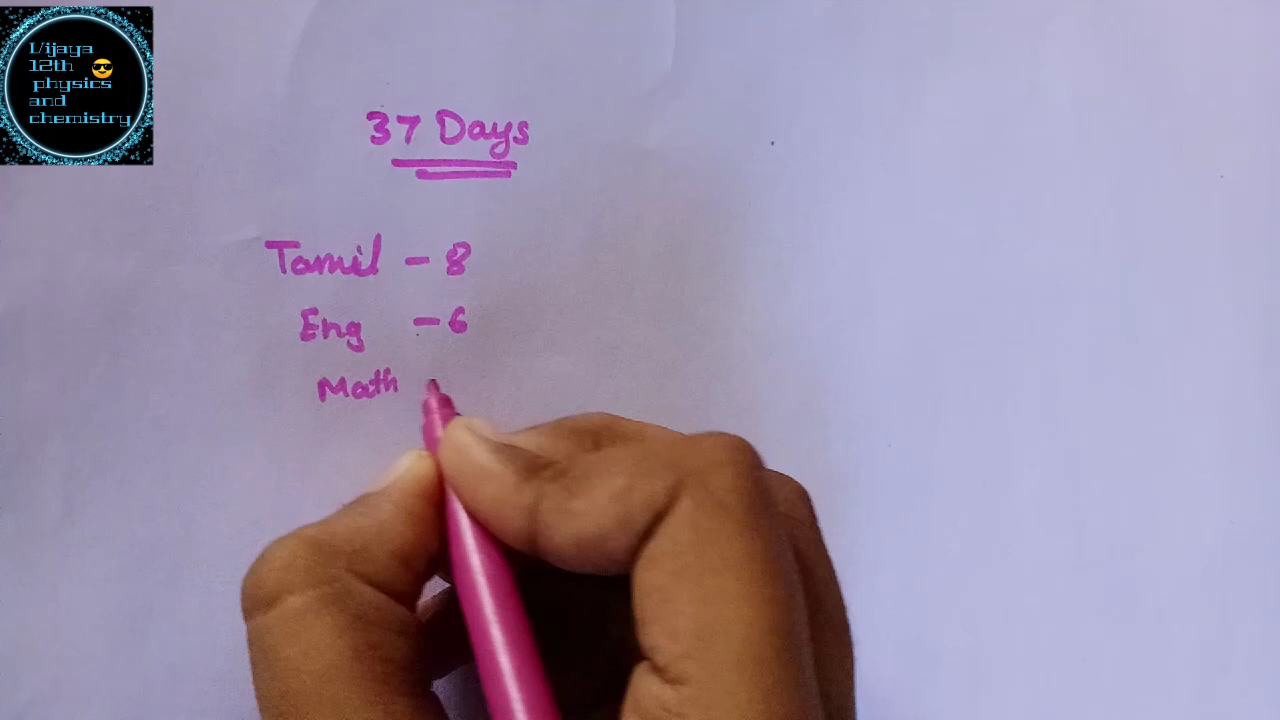 Vijaya
12th 😎
physics
and
chemistry
37 Days
Tamil - 8
Eng - 6
Math